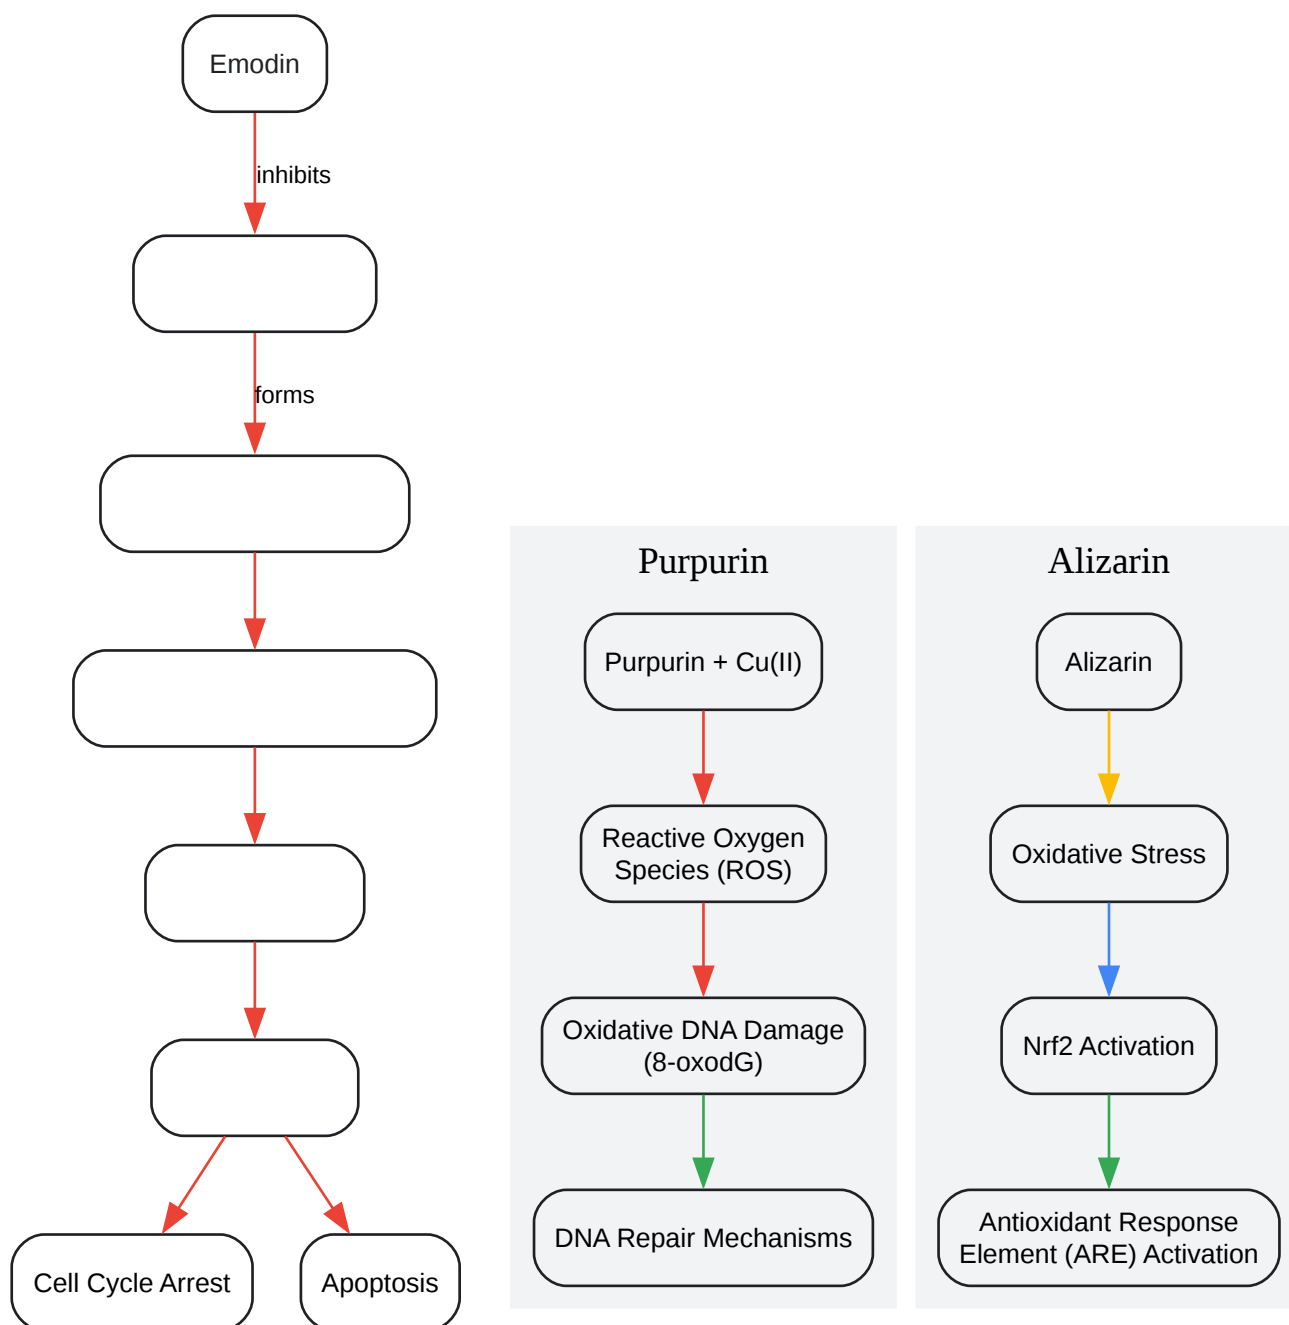 Emodin
inhibits
forms
Cell Cycle Arrest
Apoptosis
Purpurin
Purpurin + Cu(II)
Reactive Oxygen
Species (ROS)
Oxidative DNA Damage
(8-oxodG)
DNA Repair Mechanisms
Alizarin
Alizarin
Oxidative Stress
Nrf2 Activation
Antioxidant Response
Element (ARE) Activation